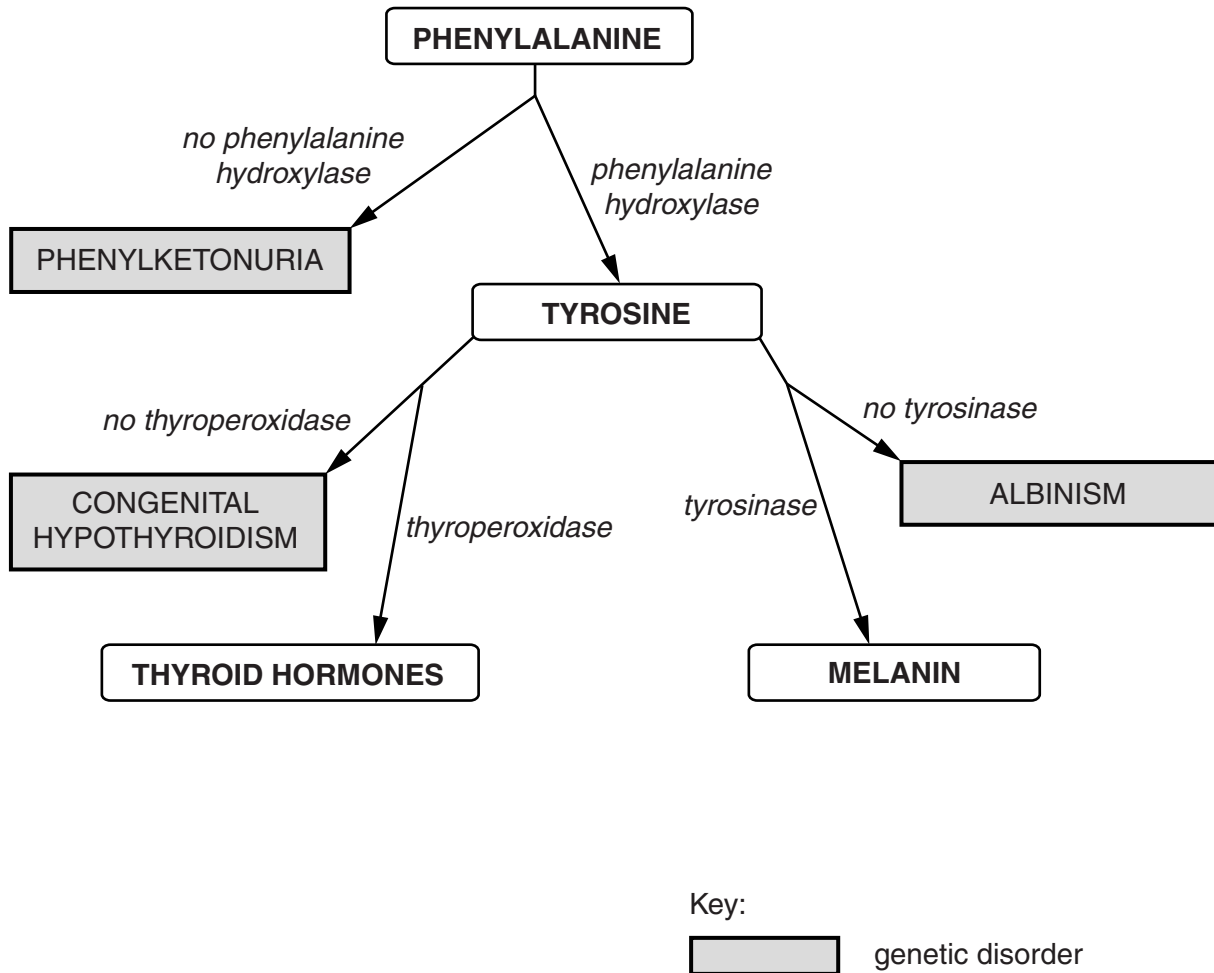 PHENYLALANINE
no phenylalanine
hydroxylase
phenylalanine
hydroxylase
PHENYLKETONURIA
TYROSINE
no thyroperoxidase
no tyrosinase
CONGENITAL
HYPOTHYROIDISM
thyroperoxidase
tyrosinase
ALBINISM
THYROID HORMONES
MELANIN
Key:
genetic disorder